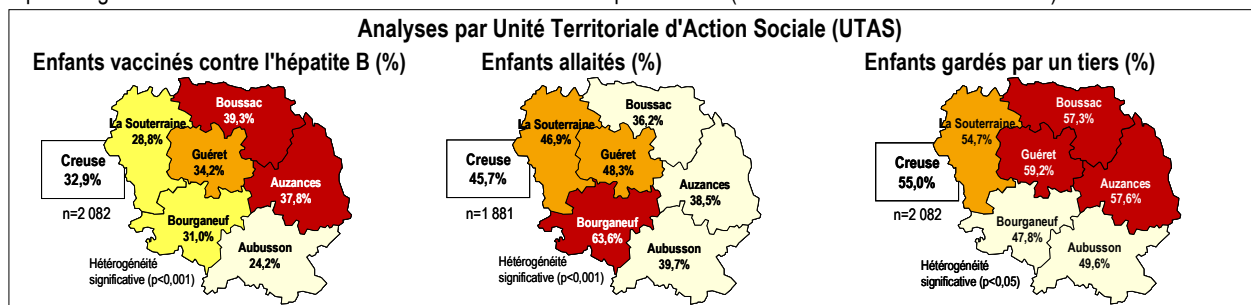 Analyses par Unité Territoriale d'Action Sociale (UTAS)
Enfants vaccinés contre l'hépatite B (%)
Boussac
39,3%
La Souterraine
28,8%
Guéret
34,2%
Creuse
32,9%
Auzances
37,8%
n=2 082
Bourganeuf
31,0%
Aubusson
24,2%
Hétérogénéité
significative (p<0,001)
Enfants allaités (%)
Boussac
36,2%
La Souterraine
46,9%
Guéret
48,3%
Creuse
45,7%
Auzances
38,5%
n=1 881
Bourganeuf
63,6%
Aubusson
39,7%
Hétérogénéité
significative (p<0,001)
Enfants gardés par un tiers (%)
Boussac
57,3%
La Souterraine
54,7%
Guéret
59,2%
Creuse
55,0%
Auzances
57,6%
n=2 082
Bourganeuf
47,8%
Aubusson
49,6%
Hétérogénéité
significative (p<0,05)